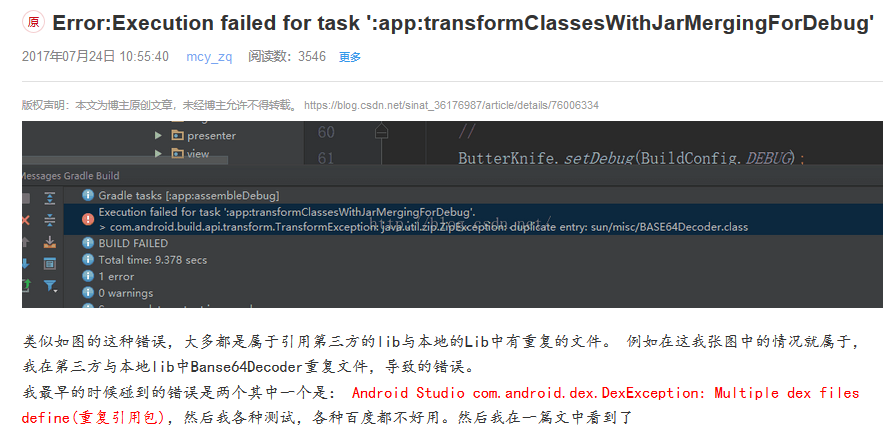 原 Error:Execution failed for task ':app:transformClassesWithJarMergingForDebug'
2017年07月24日 10:55:40 mcy_zq 阅读数：3546 更多
版权声明：本文为博主原创文章，未经博主允许不得转载。 https://blog.csdn.net/sinat_36176987/article/details/76006334
presenter 60 //
view 61 ButterKnife.setDebug(BuildConfig.DEBUG);
Messages Gradle Build
Gradle tasks [:app:assembleDebug]
Execution failed for task ':app:transformClassesWithJarMergingForDebug'.
http://blog.csdn.net/
> com.android.build.api.transform.TransformException: java.util.zip.ZipException: duplicate entry: sun/misc/BASE64Decoder.class
BUILD FAILED
Total time: 9.378 secs
1 error
0 warnings
类似如图的这种错误，大多都是属于引用第三方的lib与本地的Lib中有重复的文件。 例如在这我张图中的情况就属于，
我在第三方与本地lib中Banse64Decoder重复文件，导致的错误。
我最早的时候碰到的错误是两个其中一个是： Android Studio com.android.dex.DexException: Multiple dex files
define(重复引用包)，然后我各种测试，各种百度都不好用。然后我在一篇文中看到了